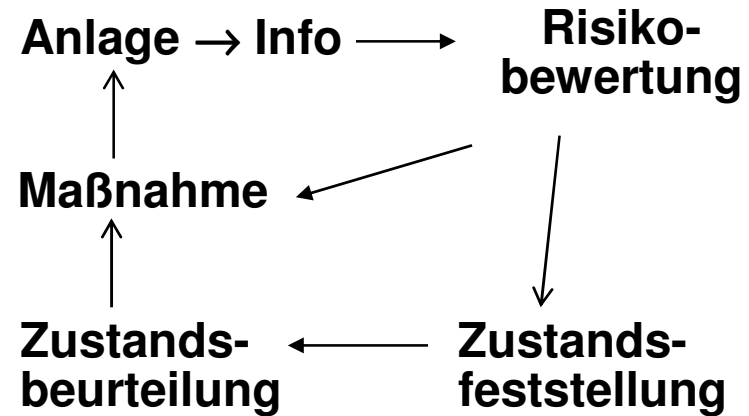 Anlage → Info
Risiko-
bewertung
Maßnahme
Zustands-
beurteilung
Zustands-
feststellung